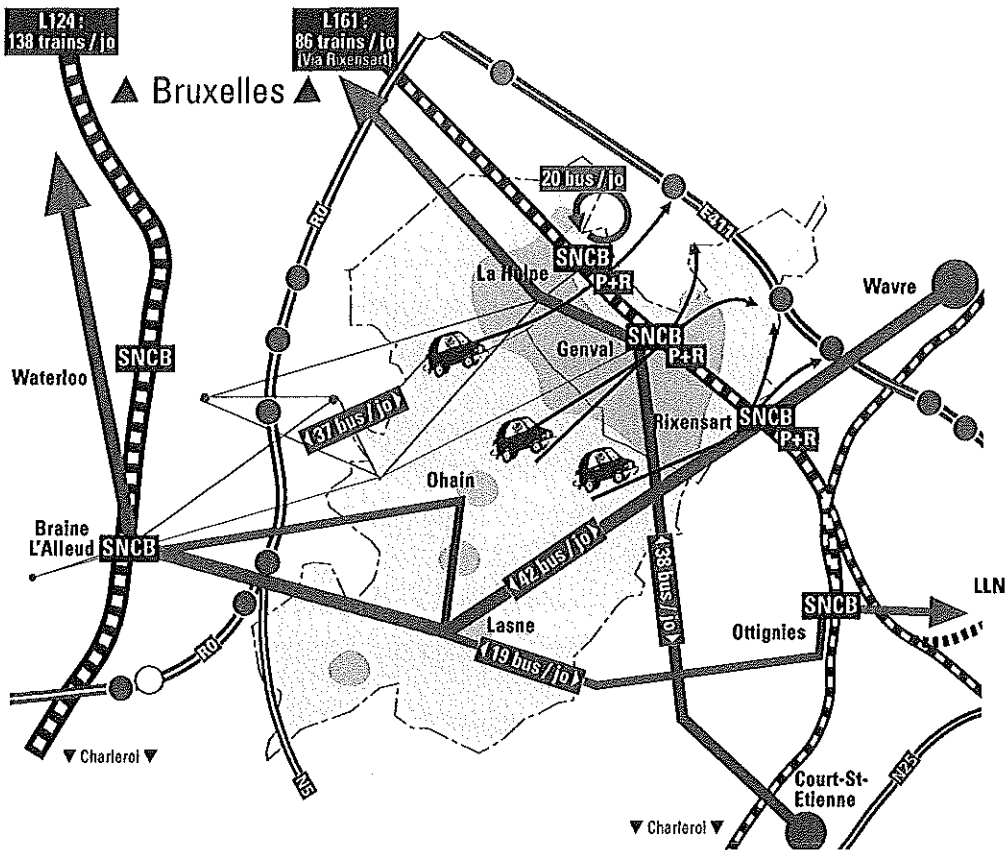 L124 :
138 trains / jo
L161 :
86 trains / jo
(Via Rixensart)
▲ Bruxelles ▲
20 bus / jo
R0
E411
SNCB
P+R
La Hulpe
Wavre
SNCB
P+R
Genval
SNCB
Waterloo
37 bus / jo
Rixensart
SNCB
P+R
Ohain
Braine
L'Alleud
SNCB
42 bus / jo
38 bus / jo
LLN
SNCB
Ottignies
Lasne
R0
19 bus / jo
▼ Charleroi ▼
N5
N25
Court-St-
Etienne
▼ Charleroi ▼